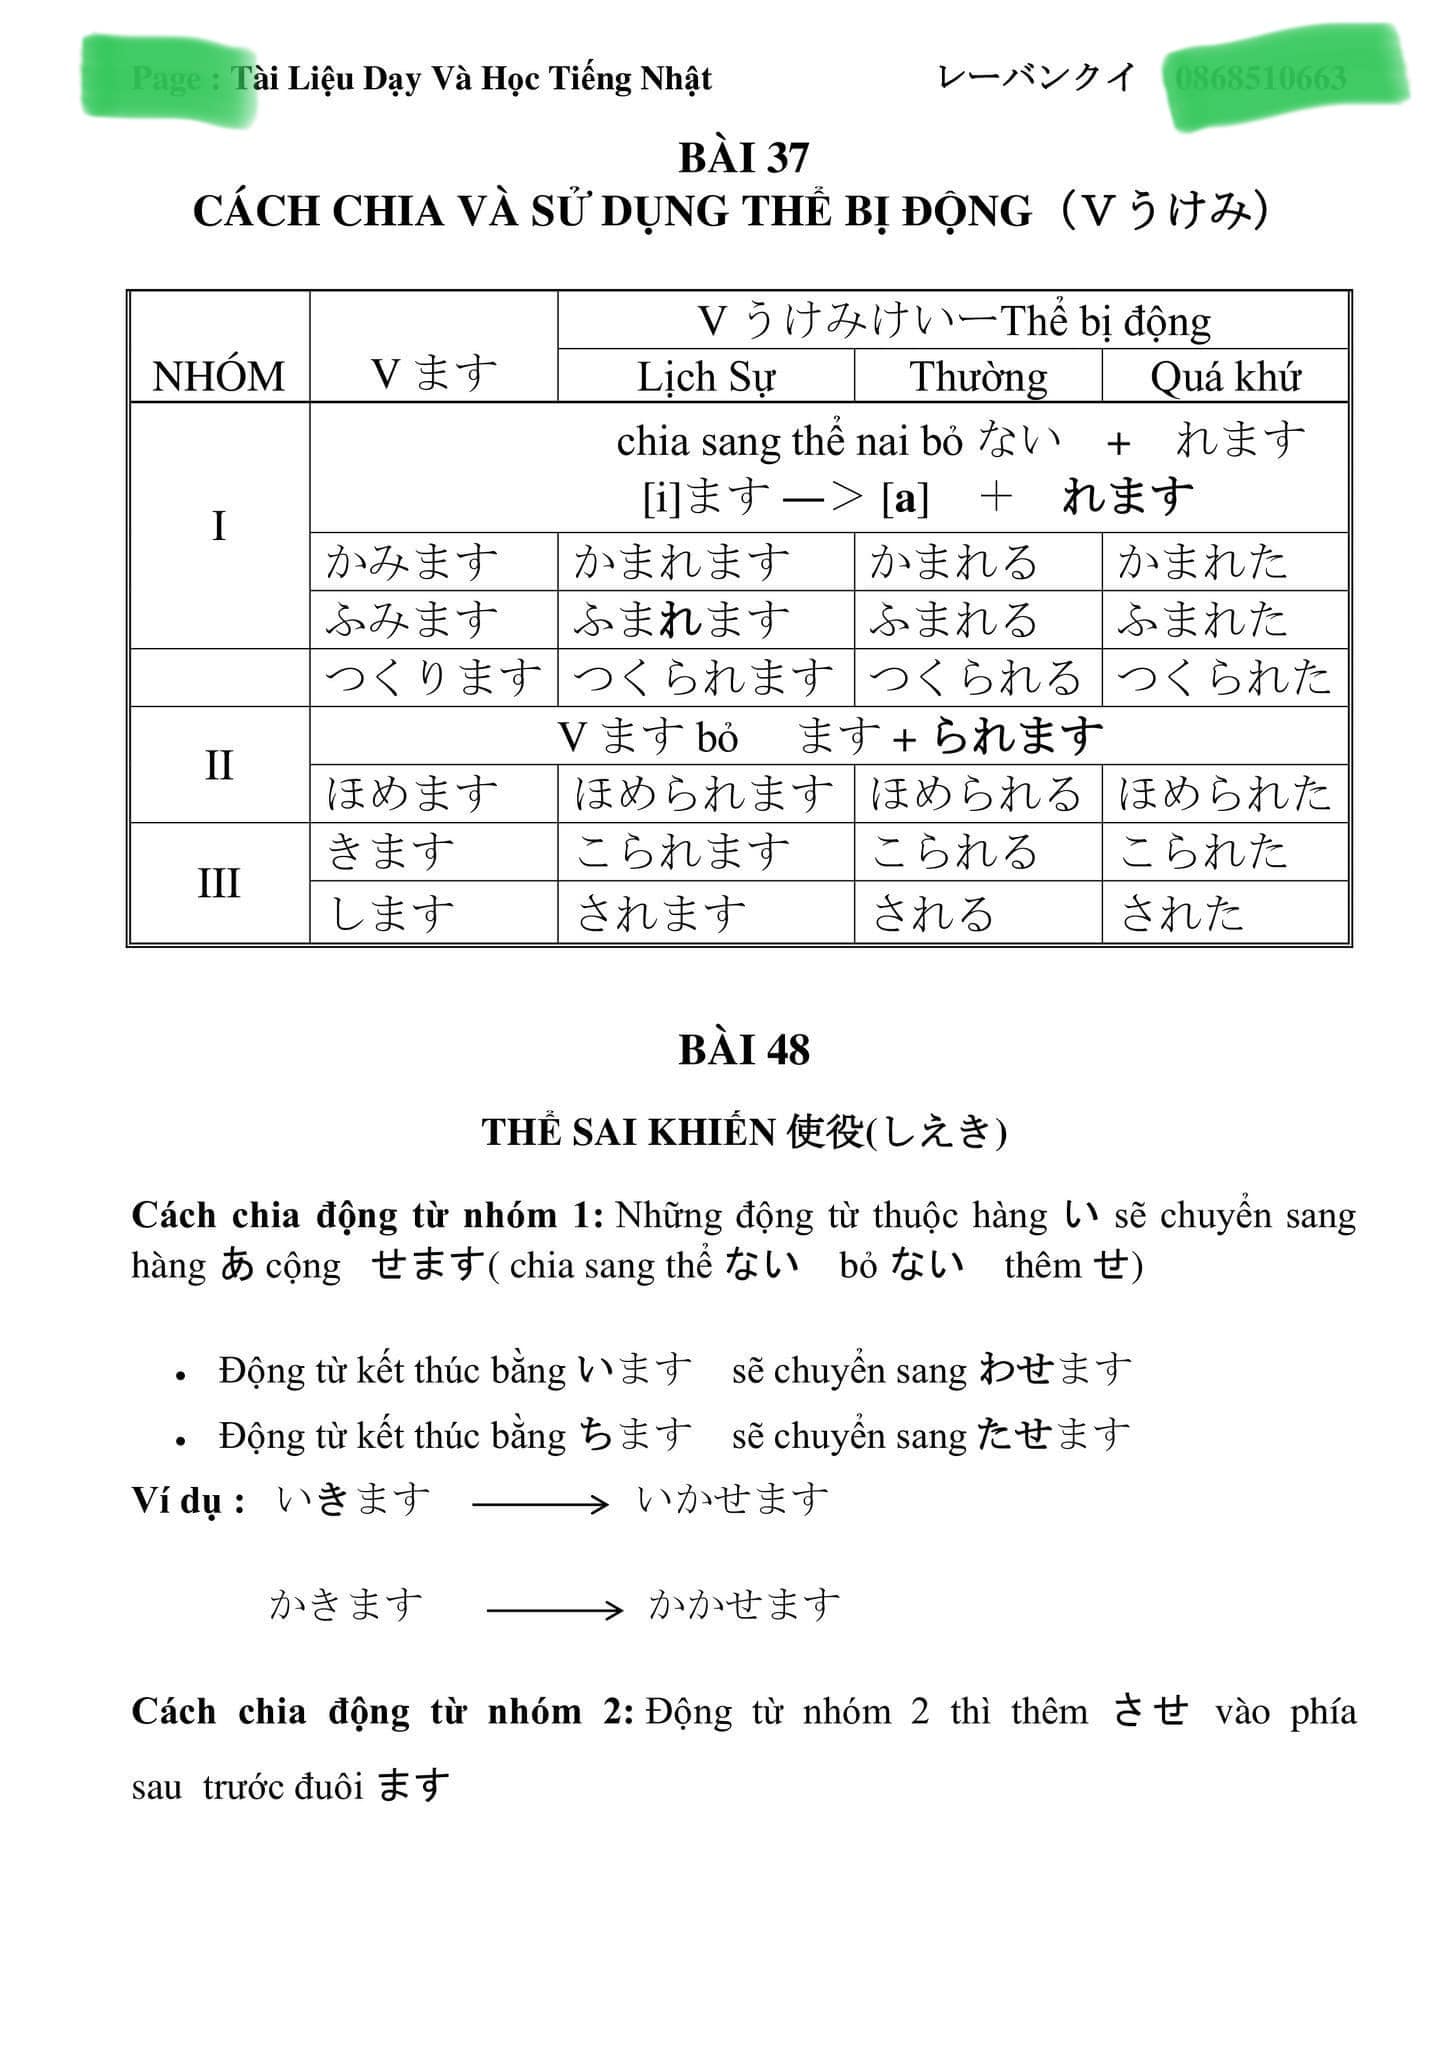 Page : Tài Liệu Dạy Và Học Tiếng Nhật レーバンクイ 0868510663
BÀI 37
CÁCH CHIA VÀ SỬ DỤNG THỂ BỊ ĐỘNG（V うけみ）
NHÓM V ます V うけみけいーThể bị động
Lịch Sự Thường Quá khứ
I
chia sang thể nai bỏ ない + れます
[i]ます —＞ [a] ＋ れます
かみます かまれます かまれる かまれた
ふみます ふまれます ふまれる ふまれた
つくります つくられます つくられる つくられた
II
V ます bỏ ます + られます
ほめます ほめられます ほめられる ほめられた
III
きます こられます こられる こられた
します されます される された
BÀI 48
THỂ SAI KHIẾN 使役(しえき)
Cách chia động từ nhóm 1: Những động từ thuộc hàng い sẽ chuyển sang
hàng あ cộng せます( chia sang thể ない bỏ ない thêm せ)
• Động từ kết thúc bằng います sẽ chuyển sang わせます
• Động từ kết thúc bằng ちます sẽ chuyển sang たせます
Ví dụ : いきます → いかせます
かきます → かかせます
Cách chia động từ nhóm 2: Động từ nhóm 2 thì thêm させ vào phía
sau trước đuôi ます